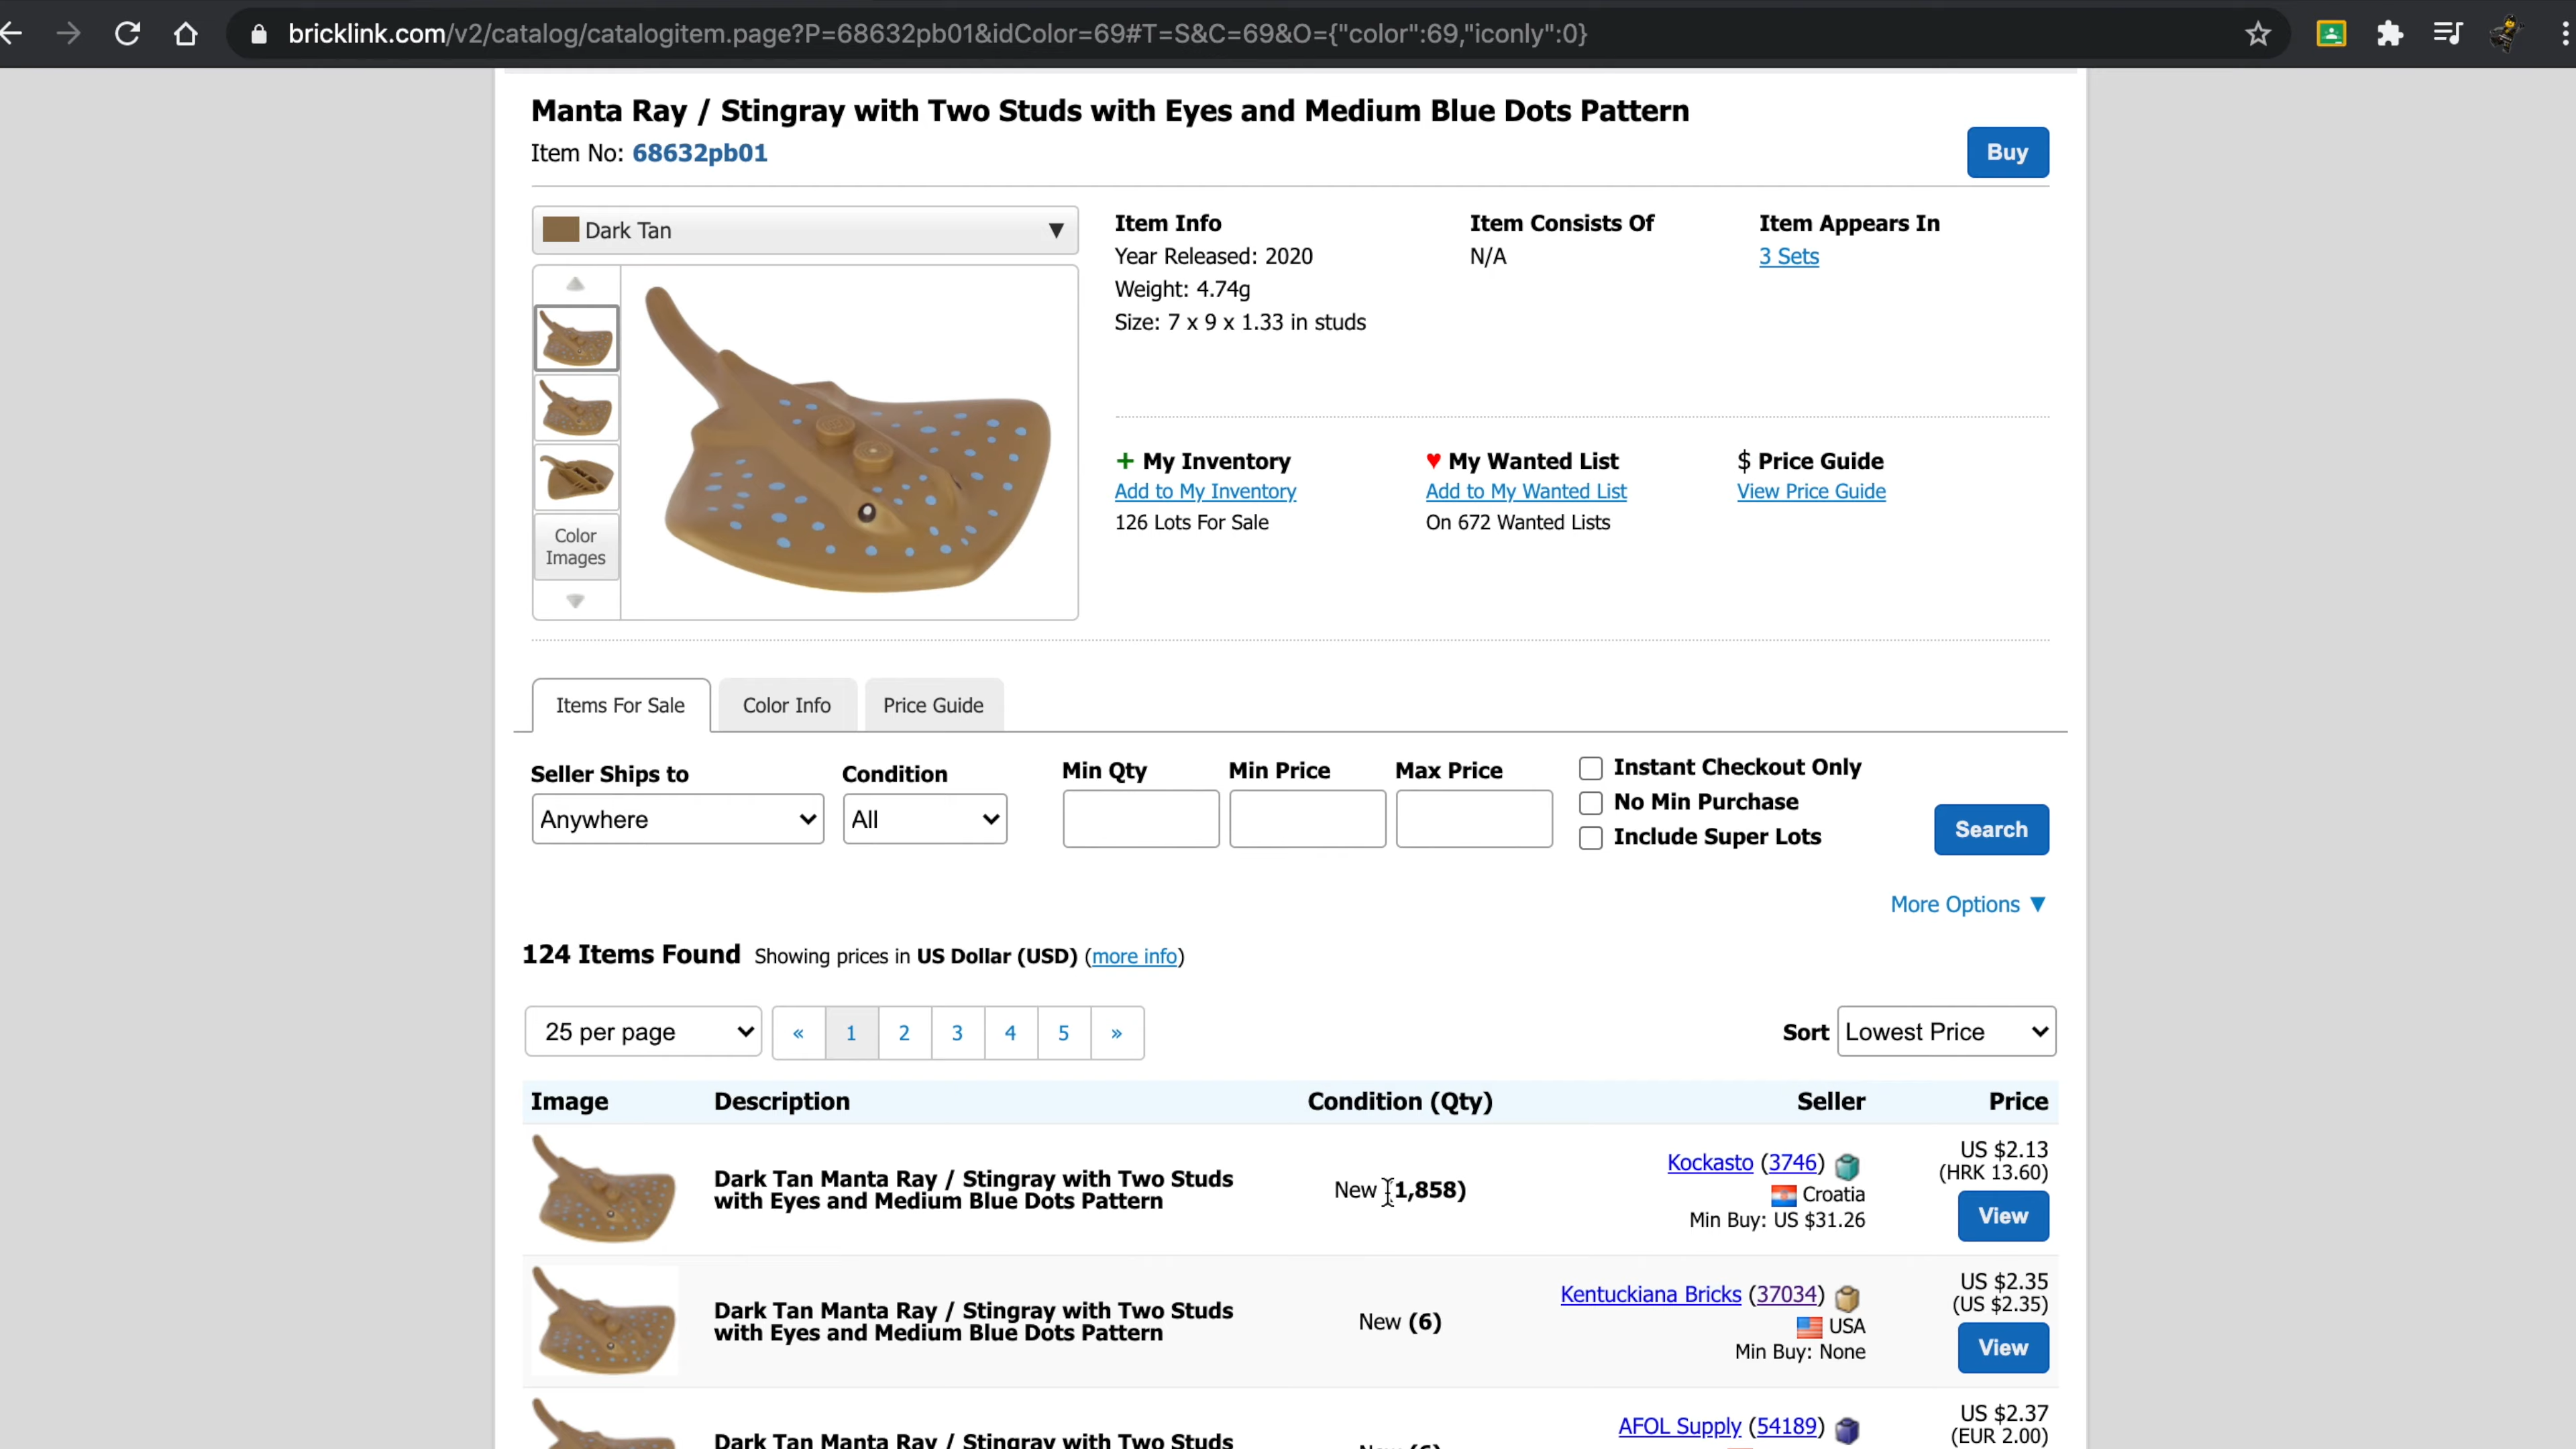 bricklink.com/v2/catalog/catalogitem.page?P=68632pb01&idColor=69#T=S&C=69&O={"color":69,"iconly":0}
Manta Ray / Stingray with Two Studs with Eyes and Medium Blue Dots Pattern
Item No: 68632pb01
Buy
Dark Tan ▼
Color
Images
Item Info
Year Released: 2020
Weight: 4.74g
Size: 7 x 9 x 1.33 in studs
Item Consists Of
N/A
Item Appears In
3 Sets
+ My Inventory
Add to My Inventory
126 Lots For Sale
♥ My Wanted List
Add to My Wanted List
On 672 Wanted Lists
$ Price Guide
View Price Guide
Items For Sale
Color Info
Price Guide
Seller Ships to
Anywhere
Condition
All
Min Qty
Min Price
Max Price
Instant Checkout Only
No Min Purchase
Include Super Lots
Search
More Options ▼
124 Items Found Showing prices in US Dollar (USD) (more info)
25 per page
« 1 2 3 4 5 »
Sort Lowest Price
Image Description Condition (Qty) Seller Price
Dark Tan Manta Ray / Stingray with Two Studs
with Eyes and Medium Blue Dots Pattern
New (1,858)
Kockasto (3746)
Croatia
Min Buy: US $31.26
US $2.13
(HRK 13.60)
View
Dark Tan Manta Ray / Stingray with Two Studs
with Eyes and Medium Blue Dots Pattern
New (6)
Kentuckiana Bricks (37034)
USA
Min Buy: None
US $2.35
(US $2.35)
View
Dark Tan Manta Ray / Stingray with Two Studs
AFOL Supply (54189)
US $2.37
(EUR 2.00)